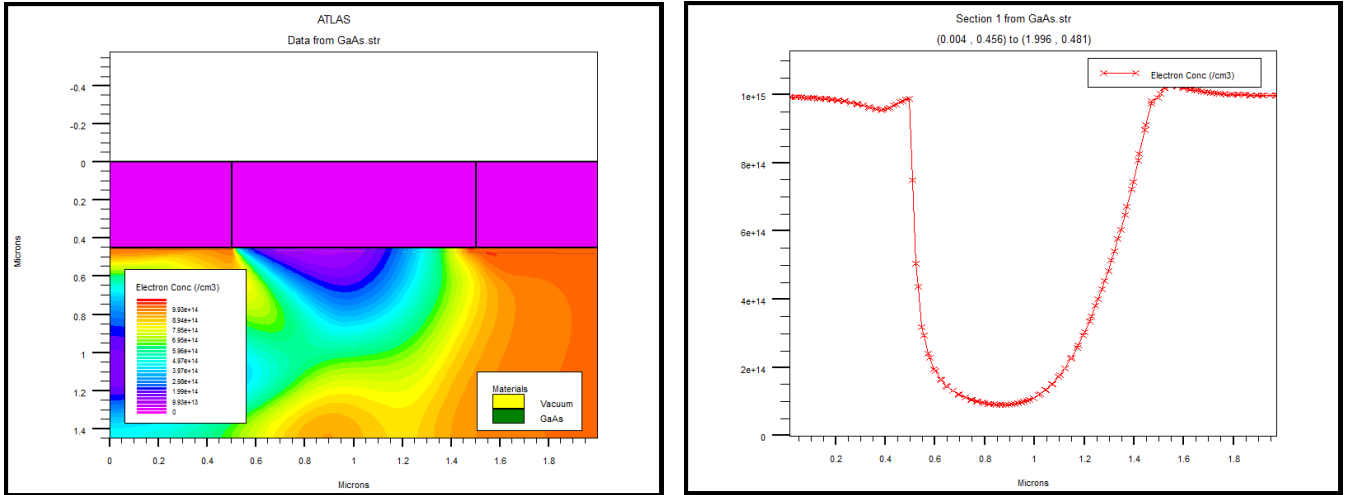 ATLAS
Data from GaAs.str
-0.4
-0.2
0
0.2
0.4
0.6
0.8
1
1.2
1.4
Microns
Electron Conc (/cm3)
9.93e+14
8.94e+14
7.95e+14
6.95e+14
5.96e+14
4.97e+14
3.97e+14
2.98e+14
1.99e+14
9.93e+13
0
Materials
Vacuum
GaAs
0 0.2 0.4 0.6 0.8 1 1.2 1.4 1.6 1.8
Microns
Section 1 from GaAs.str
(0.004 , 0.456) to (1.996 , 0.481)
Electron Conc (/cm3)
1e+15
8e+14
6e+14
4e+14
2e+14
0
0.2 0.4 0.6 0.8 1 1.2 1.4 1.6 1.8
Microns